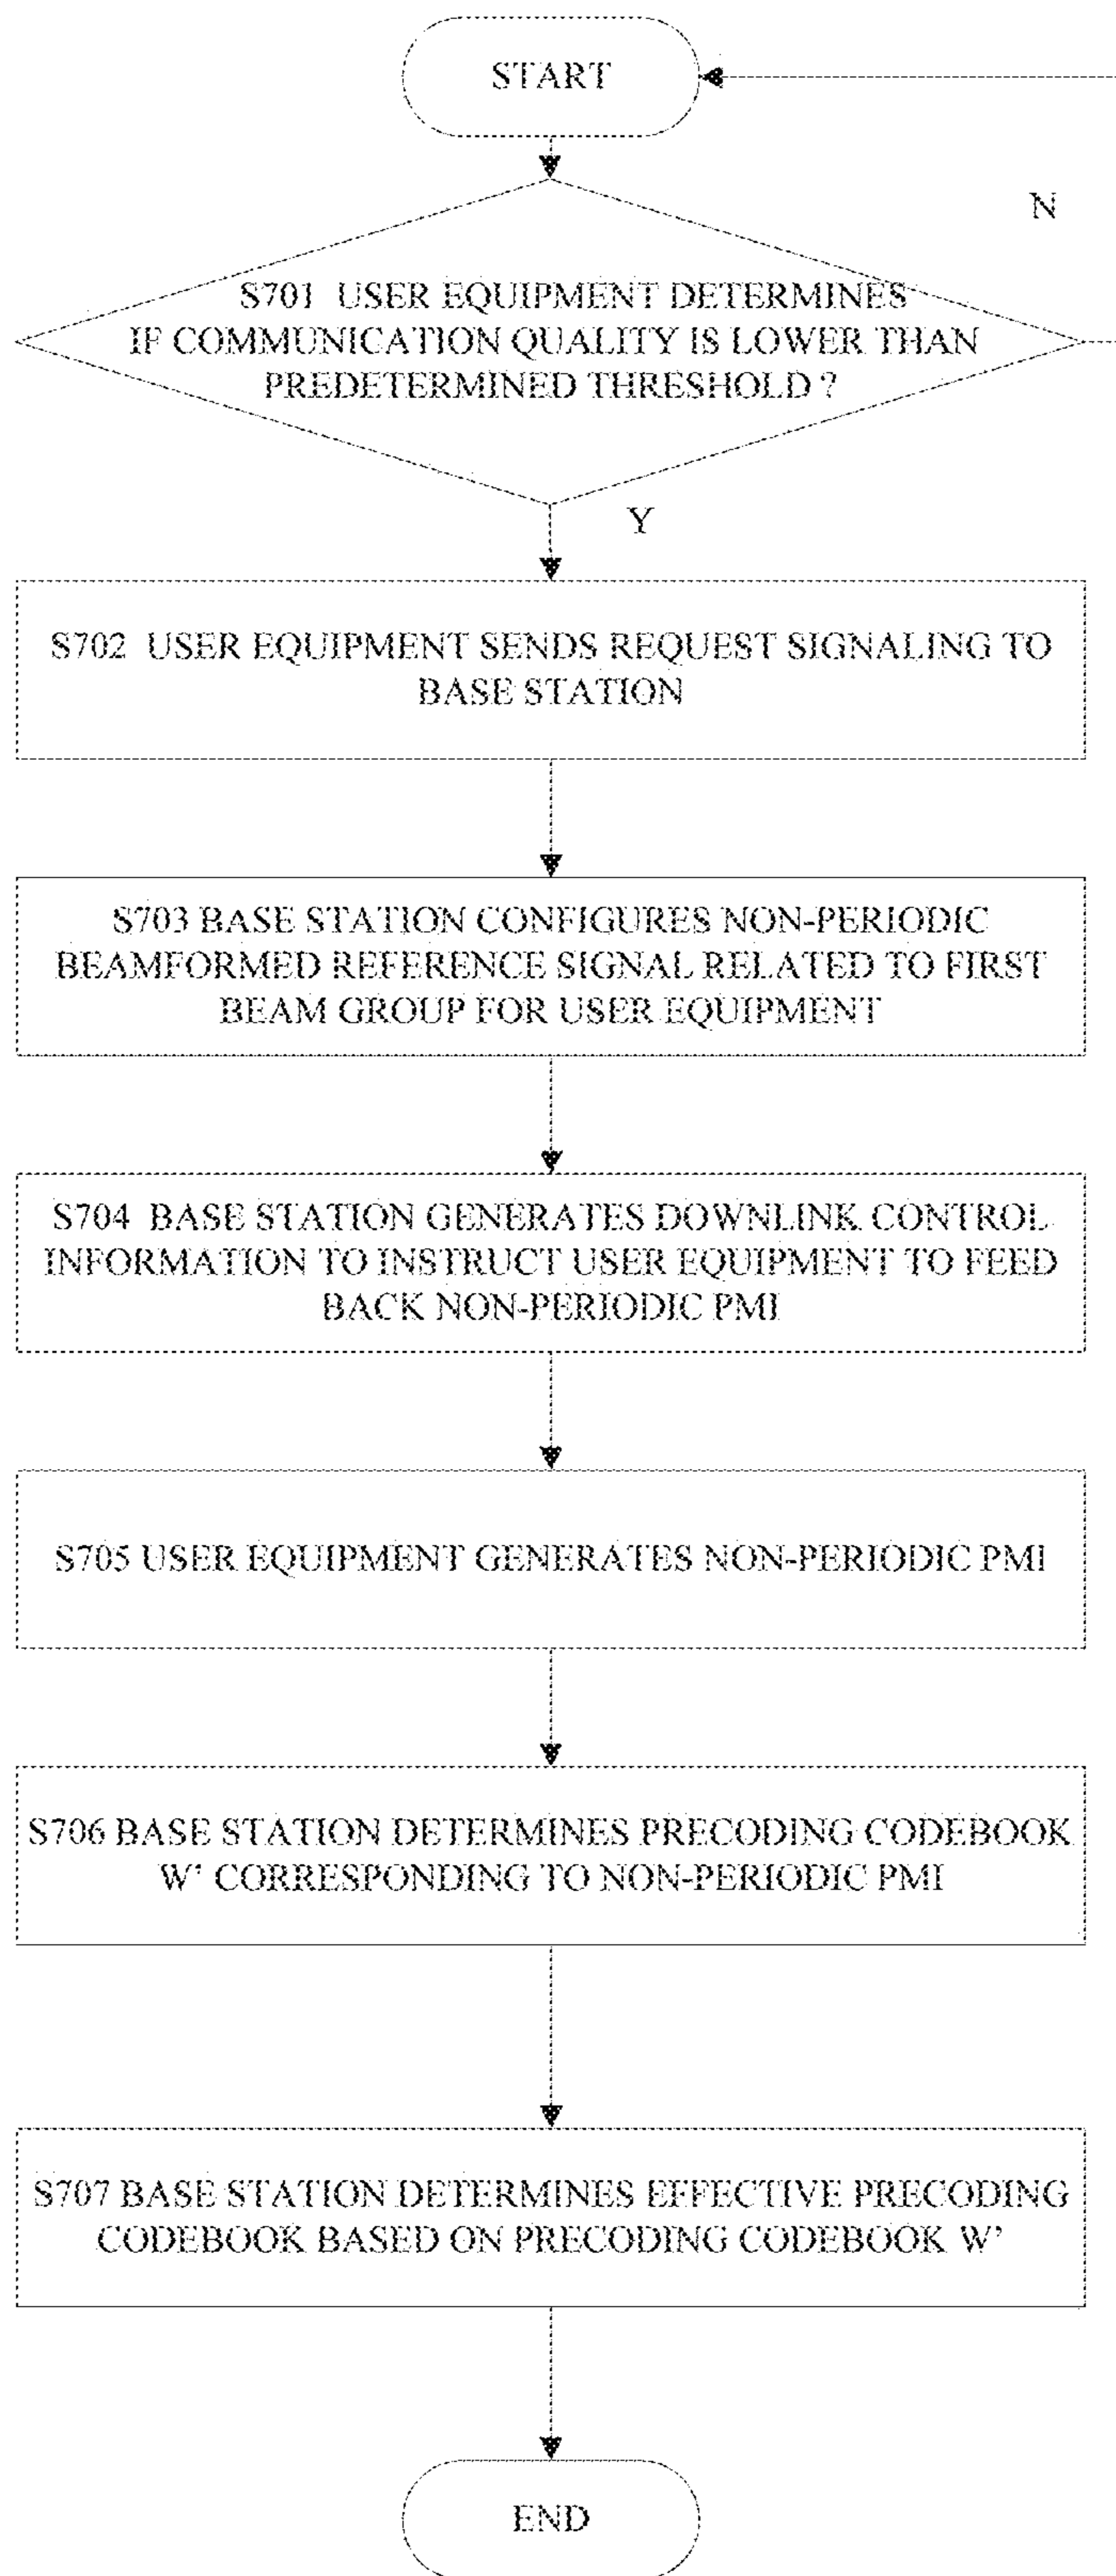 START
N
S701 USER EQUIPMENT DETERMINES
IF COMMUNICATION QUALITY IS LOWER THAN
PREDETERMINED THRESHOLD ?
Y
S702 USER EQUIPMENT SENDS REQUEST SIGNALING TO
BASE STATION
S703 BASE STATION CONFIGURES NON-PERIODIC
BEAMFORMED REFERENCE SIGNAL RELATED TO FIRST
BEAM GROUP FOR USER EQUIPMENT
S704 BASE STATION GENERATES DOWNLINK CONTROL
INFORMATION TO INSTRUCT USER EQUIPMENT TO FEED
BACK NON-PERIODIC PMI
S705 USER EQUIPMENT GENERATES NON-PERIODIC PMI
S706 BASE STATION DETERMINES PRECODING CODEBOOK
W' CORRESPONDING TO NON-PERIODIC PMI
S707 BASE STATION DETERMINES EFFECTIVE PRECODING
CODEBOOK BASED ON PRECODING CODEBOOK W'
END